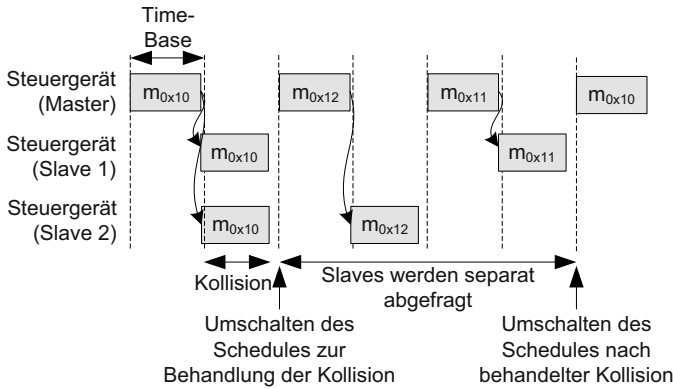 Time-
Base
Steuergerät
(Master)
m0x10
m0x12
m0x11
m0x10
Steuergerät
(Slave 1)
m0x10
m0x11
Steuergerät
(Slave 2)
m0x10
m0x12
Kollision
Slaves werden separat
abgefragt
Umschalten des
Schedules zur
Behandlung der Kollision
Umschalten des
Schedules nach
behandelter Kollision